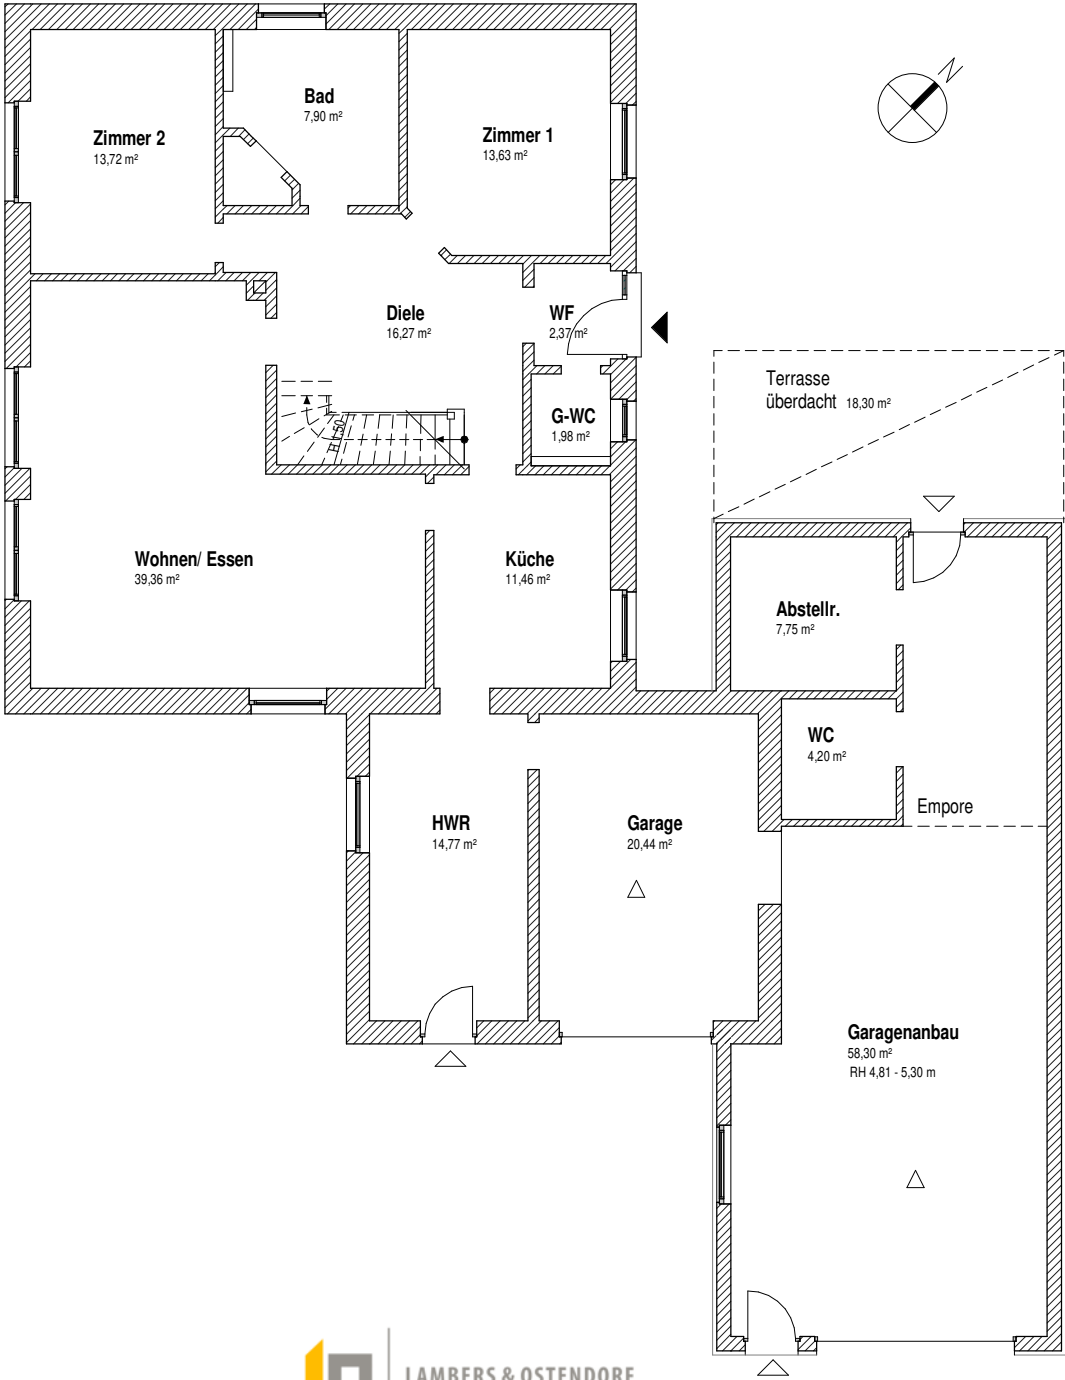 N
Bad
7,90 m²
Zimmer 2
13,72 m²
Zimmer 1
13,63 m²
Diele
16,27 m²
WF
2,37 m²
Terrasse
überdacht 18,30 m²
G-WC
1,98 m²
H 1,50
Wohnen/ Essen
39,36 m²
Küche
11,46 m²
Abstellr.
7,75 m²
WC
4,20 m²
Empore
HWR
14,77 m²
Garage
20,44 m²
Garagenanbau
58,30 m²
RH 4,81 - 5,30 m
LAMBERS & OSTENDORF